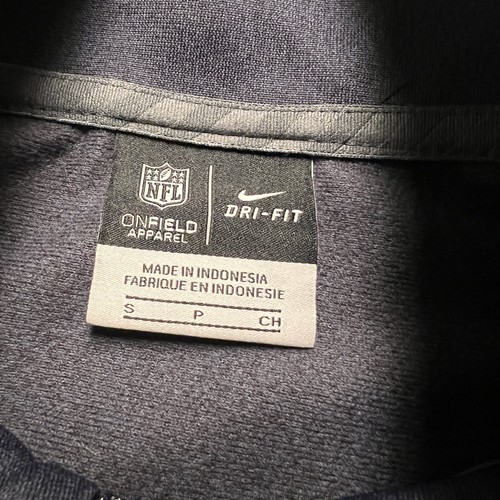 NFL
ONFIELD
APPAREL
DRI-FIT
MADE IN INDONESIA
FABRIQUE EN INDONESIE
S P CH